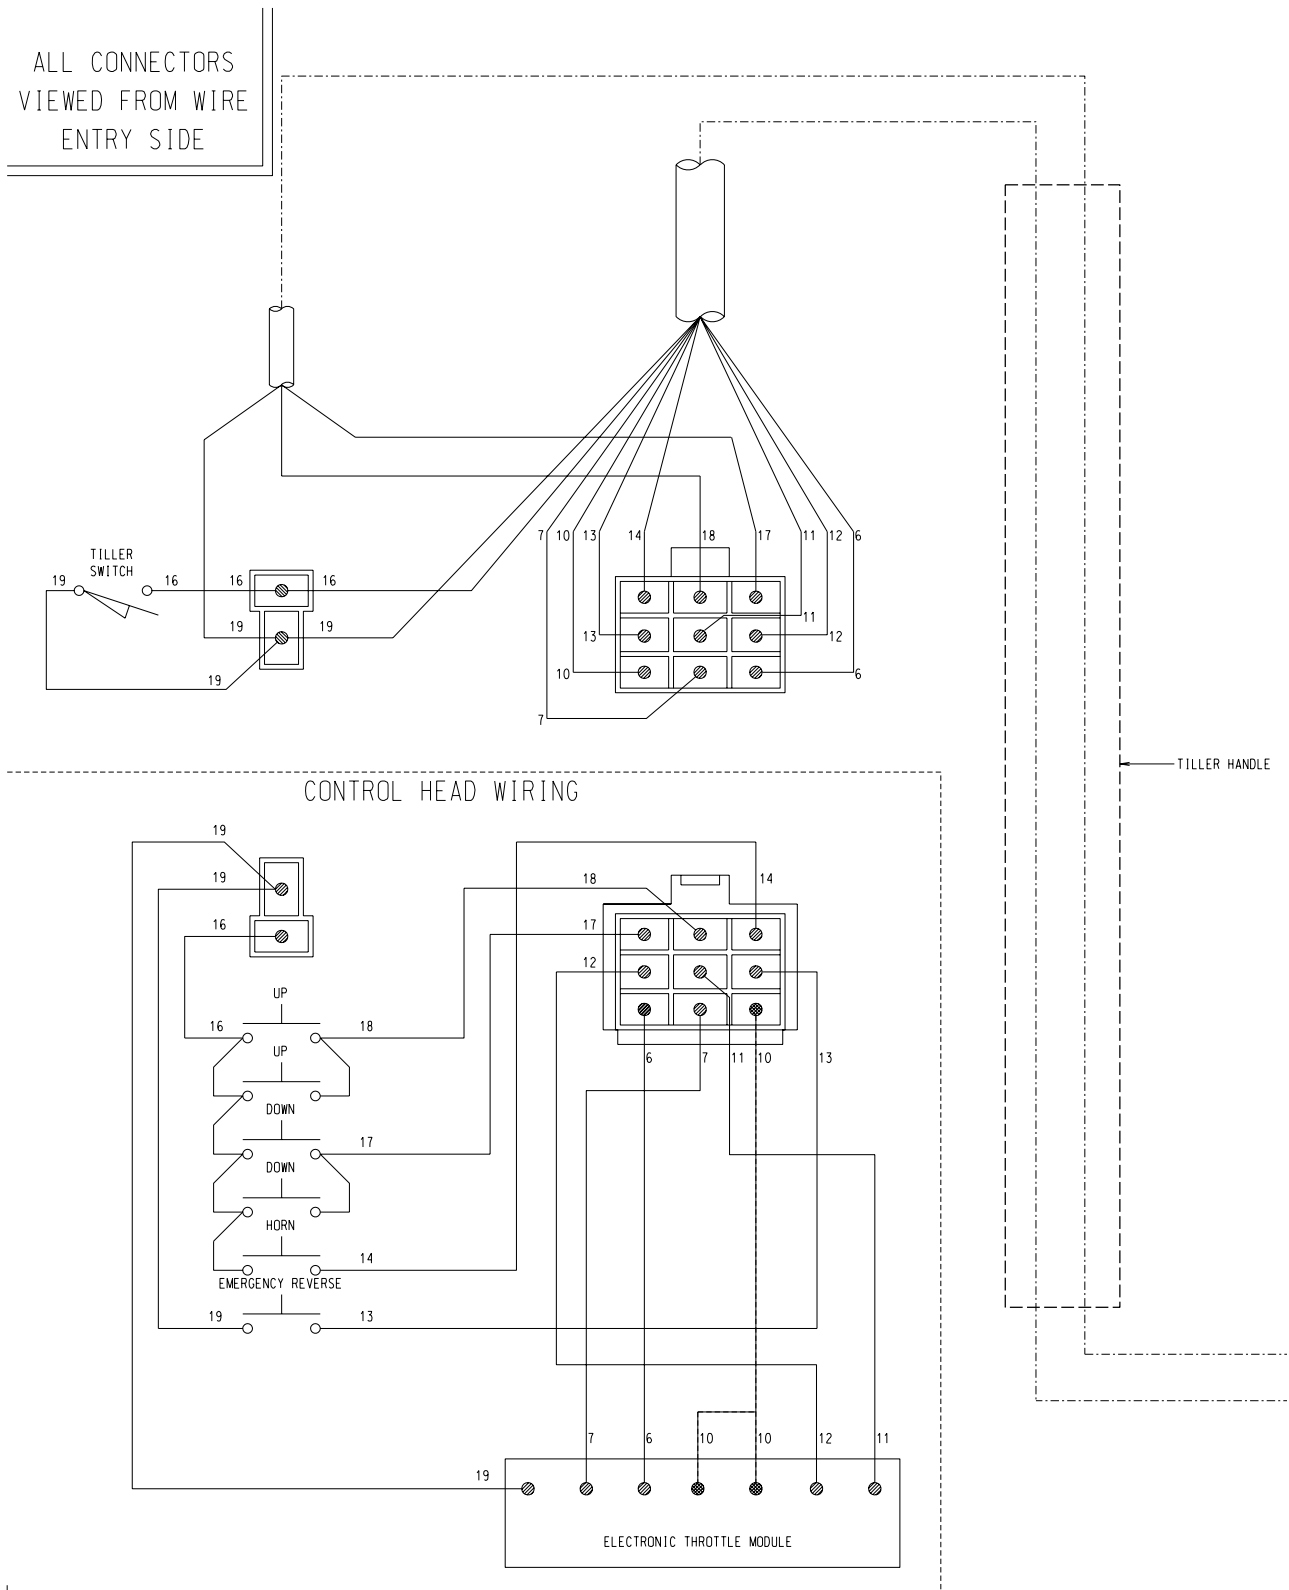 ALL CONNECTORS
VIEWED FROM WIRE
ENTRY SIDE
7 10 13 14 18 17 11 12 6
TILLER
SWITCH
19 16 16 16
11
19 19 13 12
10 6
19
7
TILLER HANDLE
CONTROL HEAD WIRING
19
19 18 14
16 17
12
UP
16 18
UP
6 7 11 10 13
DOWN
17
DOWN
HORN
14
EMERGENCY REVERSE
19 13
7 6 10 10 12 11
19
ELECTRONIC THROTTLE MODULE